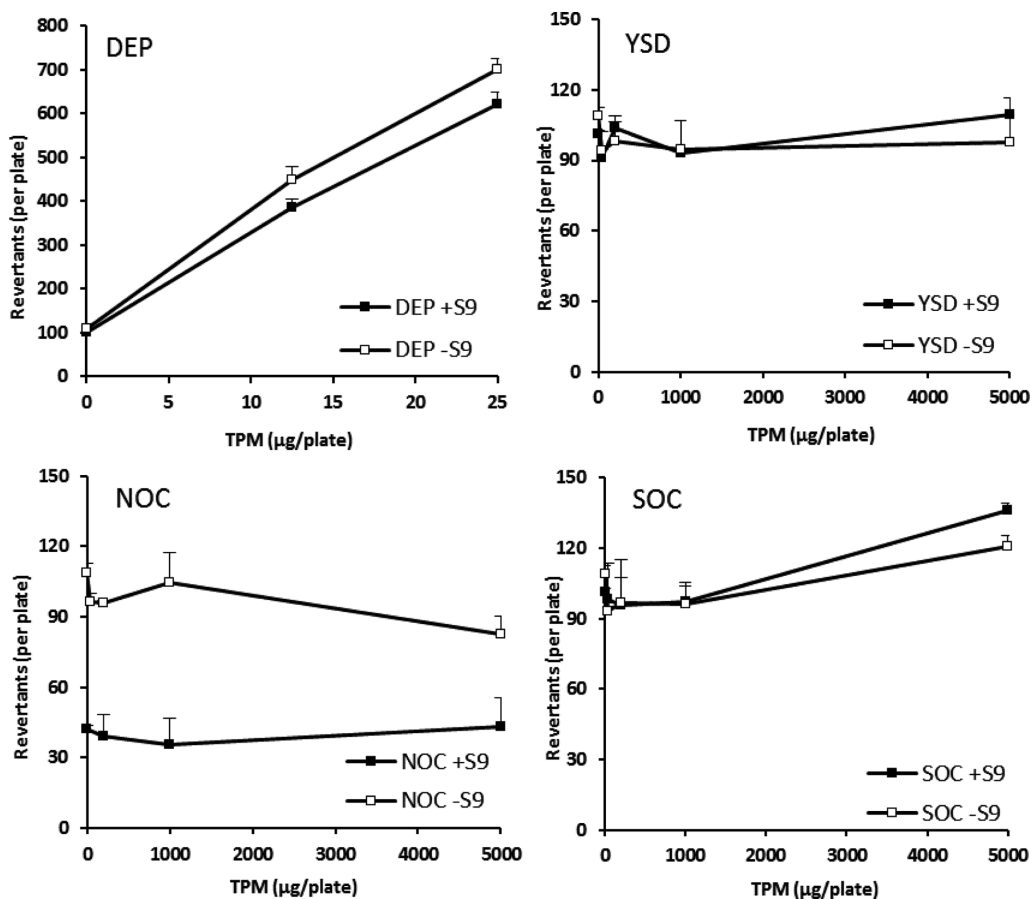 DEP
Revertants (per plate)
800
700
600
500
400
300
200
100
0
0 5 10 15 20 25
TPM (µg/plate)
DEP +S9
DEP -S9
YSD
Revertants (per plate)
150
120
90
60
30
0
0 1000 2000 3000 4000 5000
TPM (µg/plate)
YSD +S9
YSD -S9
NOC
Revertants (per plate)
150
120
90
60
30
0
0 1000 2000 3000 4000 5000
TPM (µg/plate)
NOC +S9
NOC -S9
SOC
Revertants (per plate)
150
120
90
60
30
0
0 1000 2000 3000 4000 5000
TPM (µg/plate)
SOC +S9
SOC -S9